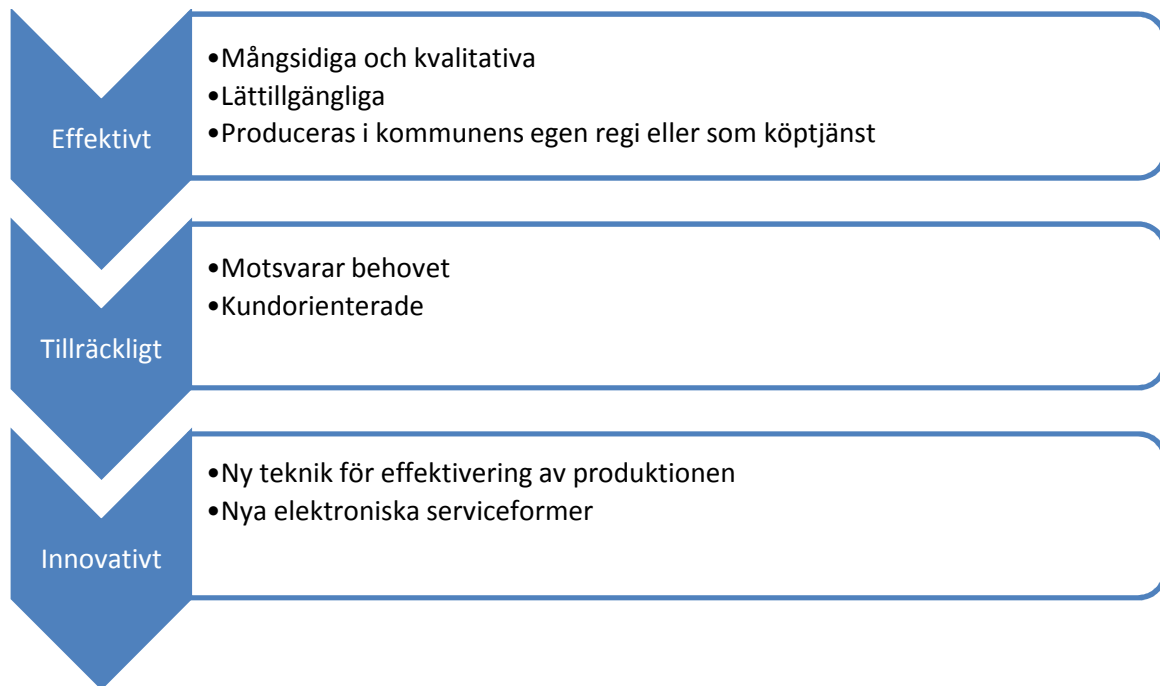 Effektivt
•Mångsidiga och kvalitativa
•Lättillgängliga
•Produceras i kommunens egen regi eller som köptjänst
Tillräckligt
•Motsvarar behovet
•Kundorienterade
Innovativt
•Ny teknik för effektivering av produktionen
•Nya elektroniska serviceformer